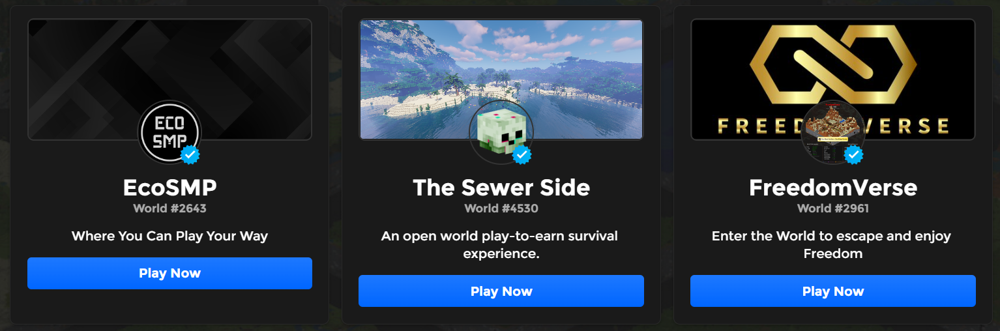 ECO
SMP
EcoSMP
World #2643
Where You Can Play Your Way
Play Now
The Sewer Side
World #4530
An open world play-to-earn survival
experience.
Play Now
FREED VERSE
FreedomVerse
World #2961
Enter the World to escape and enjoy
Freedom
Play Now